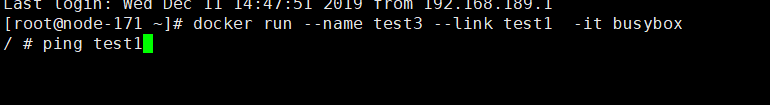 Last login: Wed Dec 11 14:47:51 2019 from 192.168.189.1
[root@node-171 ~]# docker run --name test3 --link test1  -it busybox
/ # ping test1